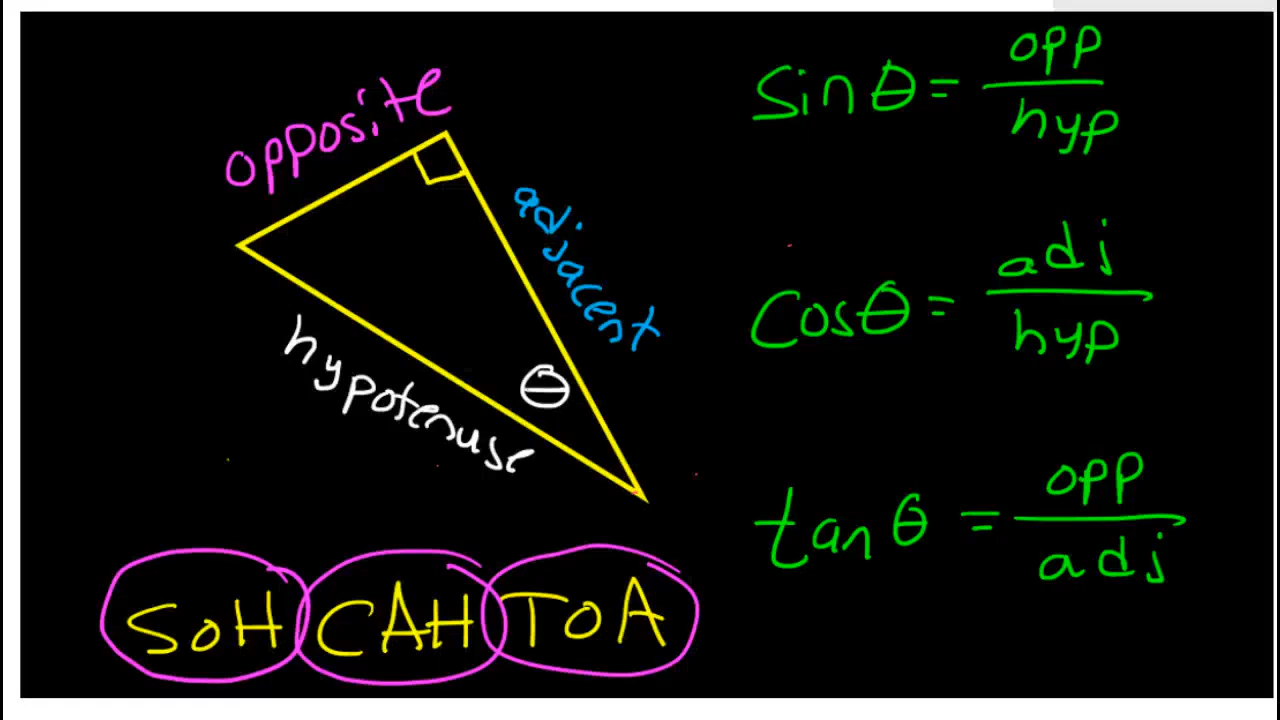 opposite
adjacent
θ
hypotenuse
SOH CAH TOA
sin θ = opp/hyp
cos θ = adj/hyp
tan θ = opp/adj